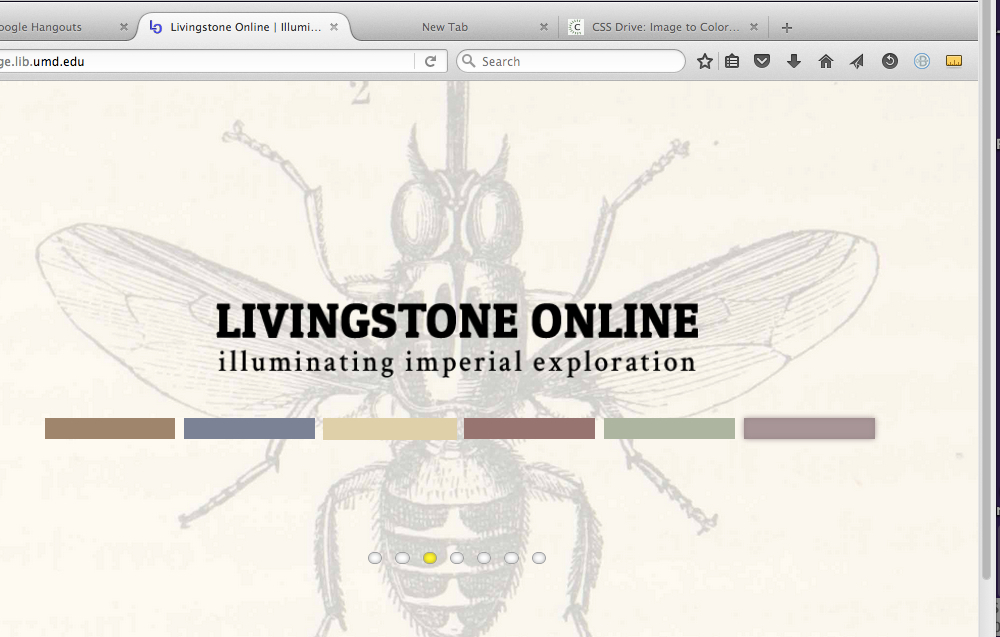 oogle Hangouts
Livingstone Online | Illumi...
New Tab
C CSS Drive: Image to Color...
ge.lib.umd.edu
Search
2
LIVINGSTONE ONLINE
illuminating imperial exploration